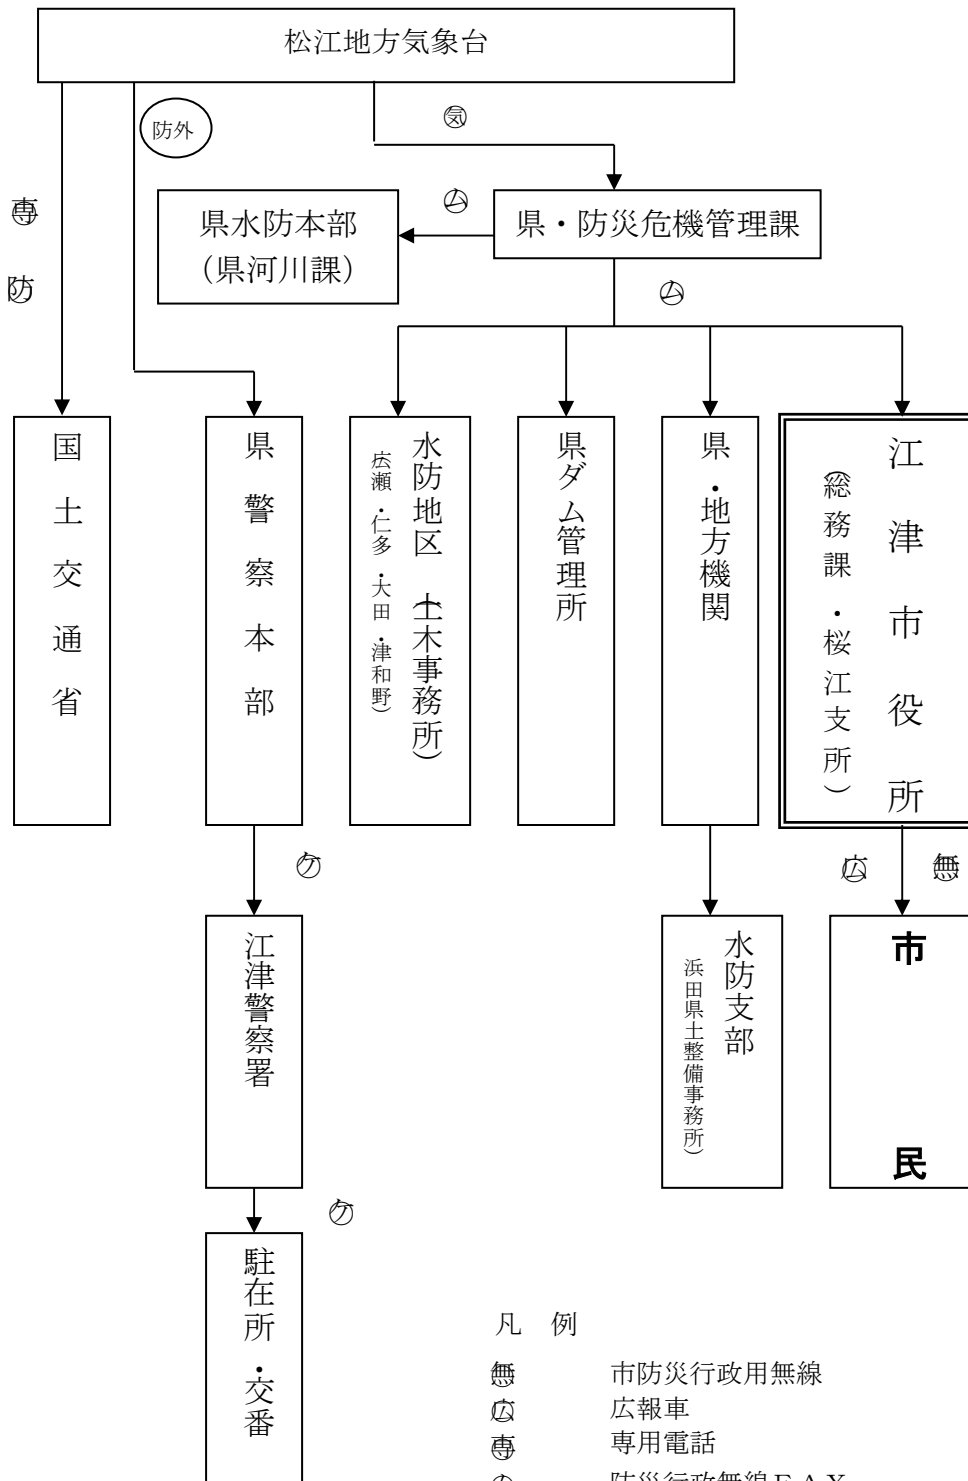 松江地方気象台
防外
㋖気
専
防
ム
県水防本部
（県河川課）
県・防災危機管理課
ム
国土交通省
県警察本部
水防地区（土木事務所）
広瀬・仁多・大田・津和野）
県ダム管理所
県・地方機関
江津市役所
（総務課・桜江支所）
ケ
広
無
江津警察署
水防支部
浜田県土整備事務所）
市民
ケ
駐在所・交番
凡 例
無 市防災行政用無線
広 広報車
専 専用電話